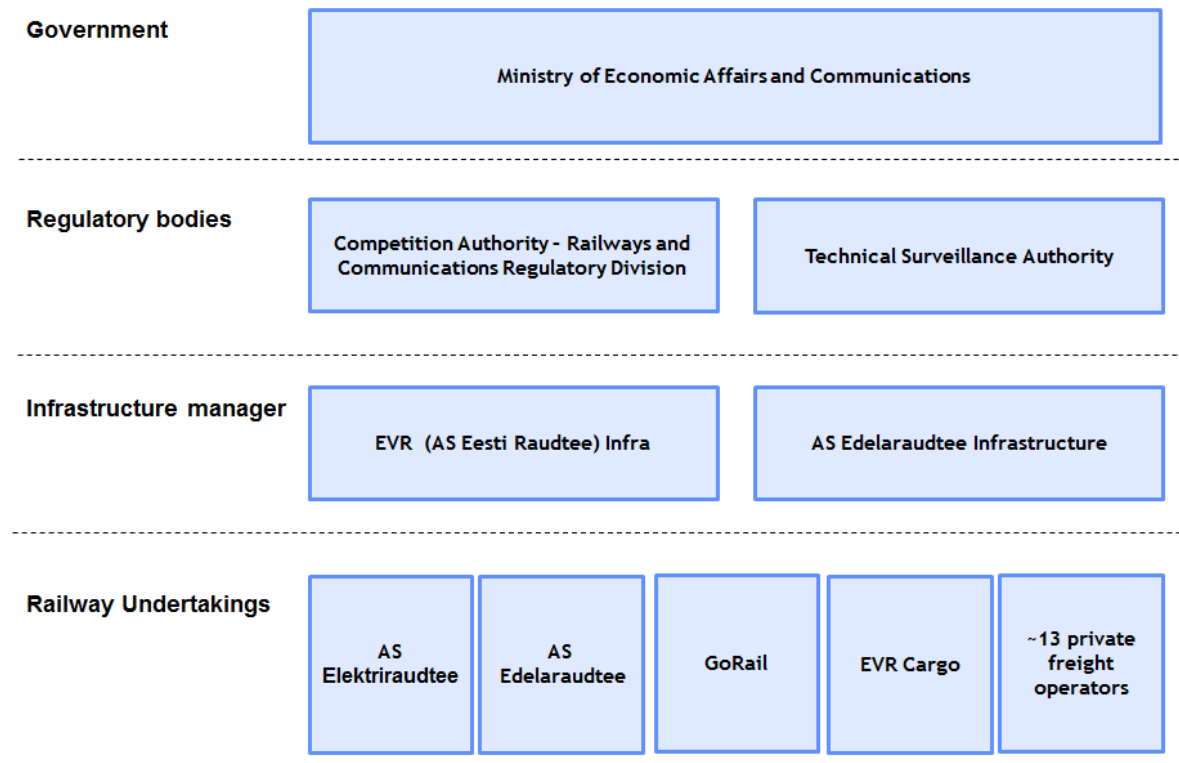 Government
Ministry of Economic Affairs and Communications
Regulatory bodies
Competition Authority - Railways and
Communications Regulatory Division
Technical Surveillance Authority
Infrastructure manager
EVR (AS Eesti Raudtee) Infra
AS Edelaraudtee Infrastructure
Railway Undertakings
AS
Elektriraudtee
AS
Edelaraudtee
GoRail
EVR Cargo
~13 private
freight
operators